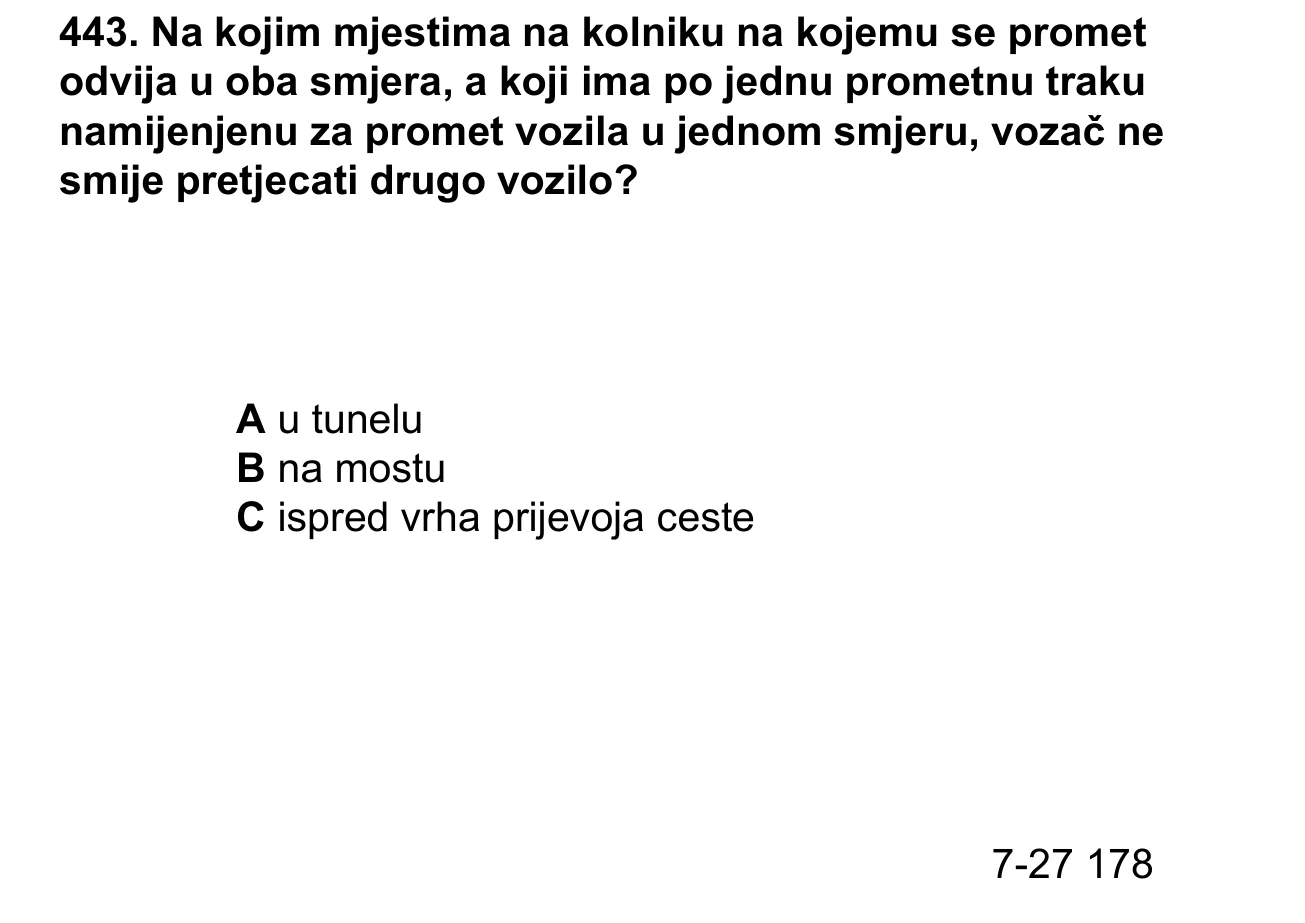 443. Na kojim mjestima na kolniku na kojemu se promet
odvija u oba smjera, a koji ima po jednu prometnu traku
namijenjenu za promet vozila u jednom smjeru, vozač ne
smije pretjecati drugo vozilo?
A u tunelu
B na mostu
C ispred vrha prijevoja ceste
7-27 178